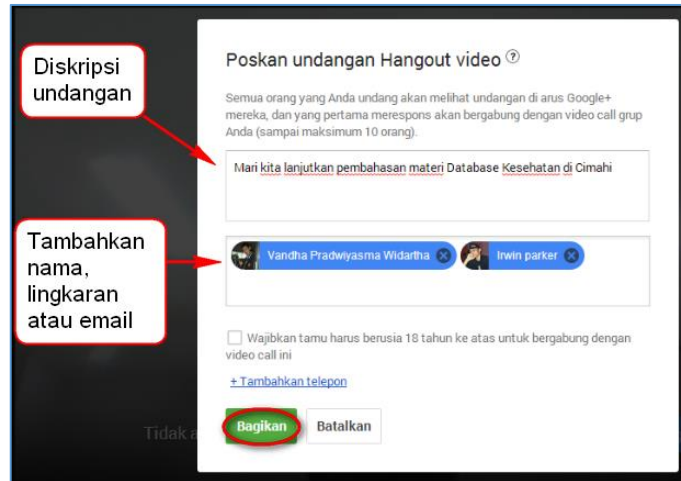 Diskripsi
undangan
Poskan undangan Hangout video ?
Semua orang yang Anda undang akan melihat undangan di arus Google+
mereka, dan yang pertama merespons akan bergabung dengan video call grup
Anda (sampai maksimum 10 orang).
Mari kita lanjutkan pembahasan materi Database Kesehatan di Cimahi
Tambahkan
nama,
lingkaran
atau email
Vandha Pradwiyasma Widartha
Irwin parker
Wajibkan tamu harus berusia 18 tahun ke atas untuk bergabung dengan
video call ini
+ Tambahkan telepon
Tidak a
Bagikan
Batalkan